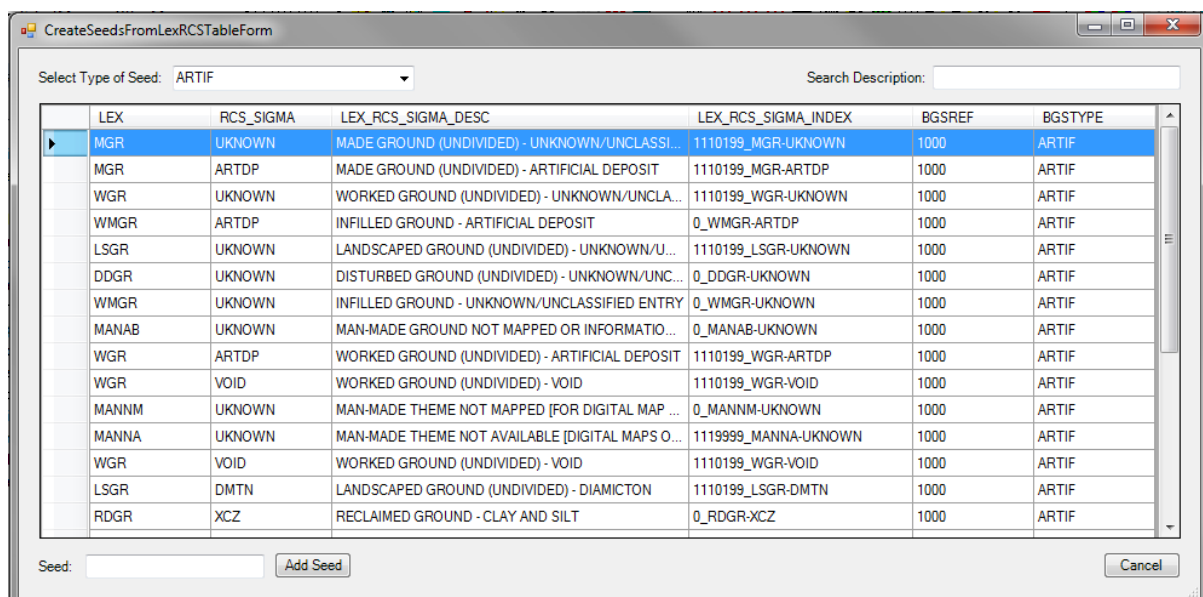 CreateSeedsFromLexRCSTableForm
Select Type of Seed: ARTIF Search Description:
LEX RCS_SIGMA LEX_RCS_SIGMA_DESC LEX_RCS_SIGMA_INDEX BGSREF BGSTYPE
MGR UKNOWN MADE GROUND (UNDIVIDED) - UNKNOWN/UNCLASSI... 1110199_MGR-UKNOWN 1000 ARTIF
MGR ARTDP MADE GROUND (UNDIVIDED) - ARTIFICIAL DEPOSIT 1110199_MGR-ARTDP 1000 ARTIF
WGR UKNOWN WORKED GROUND (UNDIVIDED) - UNKNOWN/UNCLA... 1110199_WGR-UKNOWN 1000 ARTIF
WMGR ARTDP INFILLED GROUND - ARTIFICIAL DEPOSIT 0_WMGR-ARTDP 1000 ARTIF
LSGR UKNOWN LANDSCAPED GROUND (UNDIVIDED) - UNKNOWN/U... 1110199_LSGR-UKNOWN 1000 ARTIF
DDGR UKNOWN DISTURBED GROUND (UNDIVIDED) - UNKNOWN/UNC... 0_DDGR-UKNOWN 1000 ARTIF
WMGR UKNOWN INFILLED GROUND - UNKNOWN/UNCLASSIFIED ENTRY 0_WMGR-UKNOWN 1000 ARTIF
MANAB UKNOWN MAN-MADE GROUND NOT MAPPED OR INFORMATIO... 0_MANAB-UKNOWN 1000 ARTIF
WGR ARTDP WORKED GROUND (UNDIVIDED) - ARTIFICIAL DEPOSIT 1110199_WGR-ARTDP 1000 ARTIF
WGR VOID WORKED GROUND (UNDIVIDED) - VOID 1110199_WGR-VOID 1000 ARTIF
MANNM UKNOWN MAN-MADE THEME NOT MAPPED [FOR DIGITAL MAP ... 0_MANNM-UKNOWN 1000 ARTIF
MANNA UKNOWN MAN-MADE THEME NOT AVAILABLE [DIGITAL MAPS O... 1119999_MANNA-UKNOWN 1000 ARTIF
WGR VOID WORKED GROUND (UNDIVIDED) - VOID 1110199_WGR-VOID 1000 ARTIF
LSGR DMTN LANDSCAPED GROUND (UNDIVIDED) - DIAMICTON 1110199_LSGR-DMTN 1000 ARTIF
RDGR XCZ RECLAIMED GROUND - CLAY AND SILT 0_RDGR-XCZ 1000 ARTIF
Seed: Add Seed Cancel